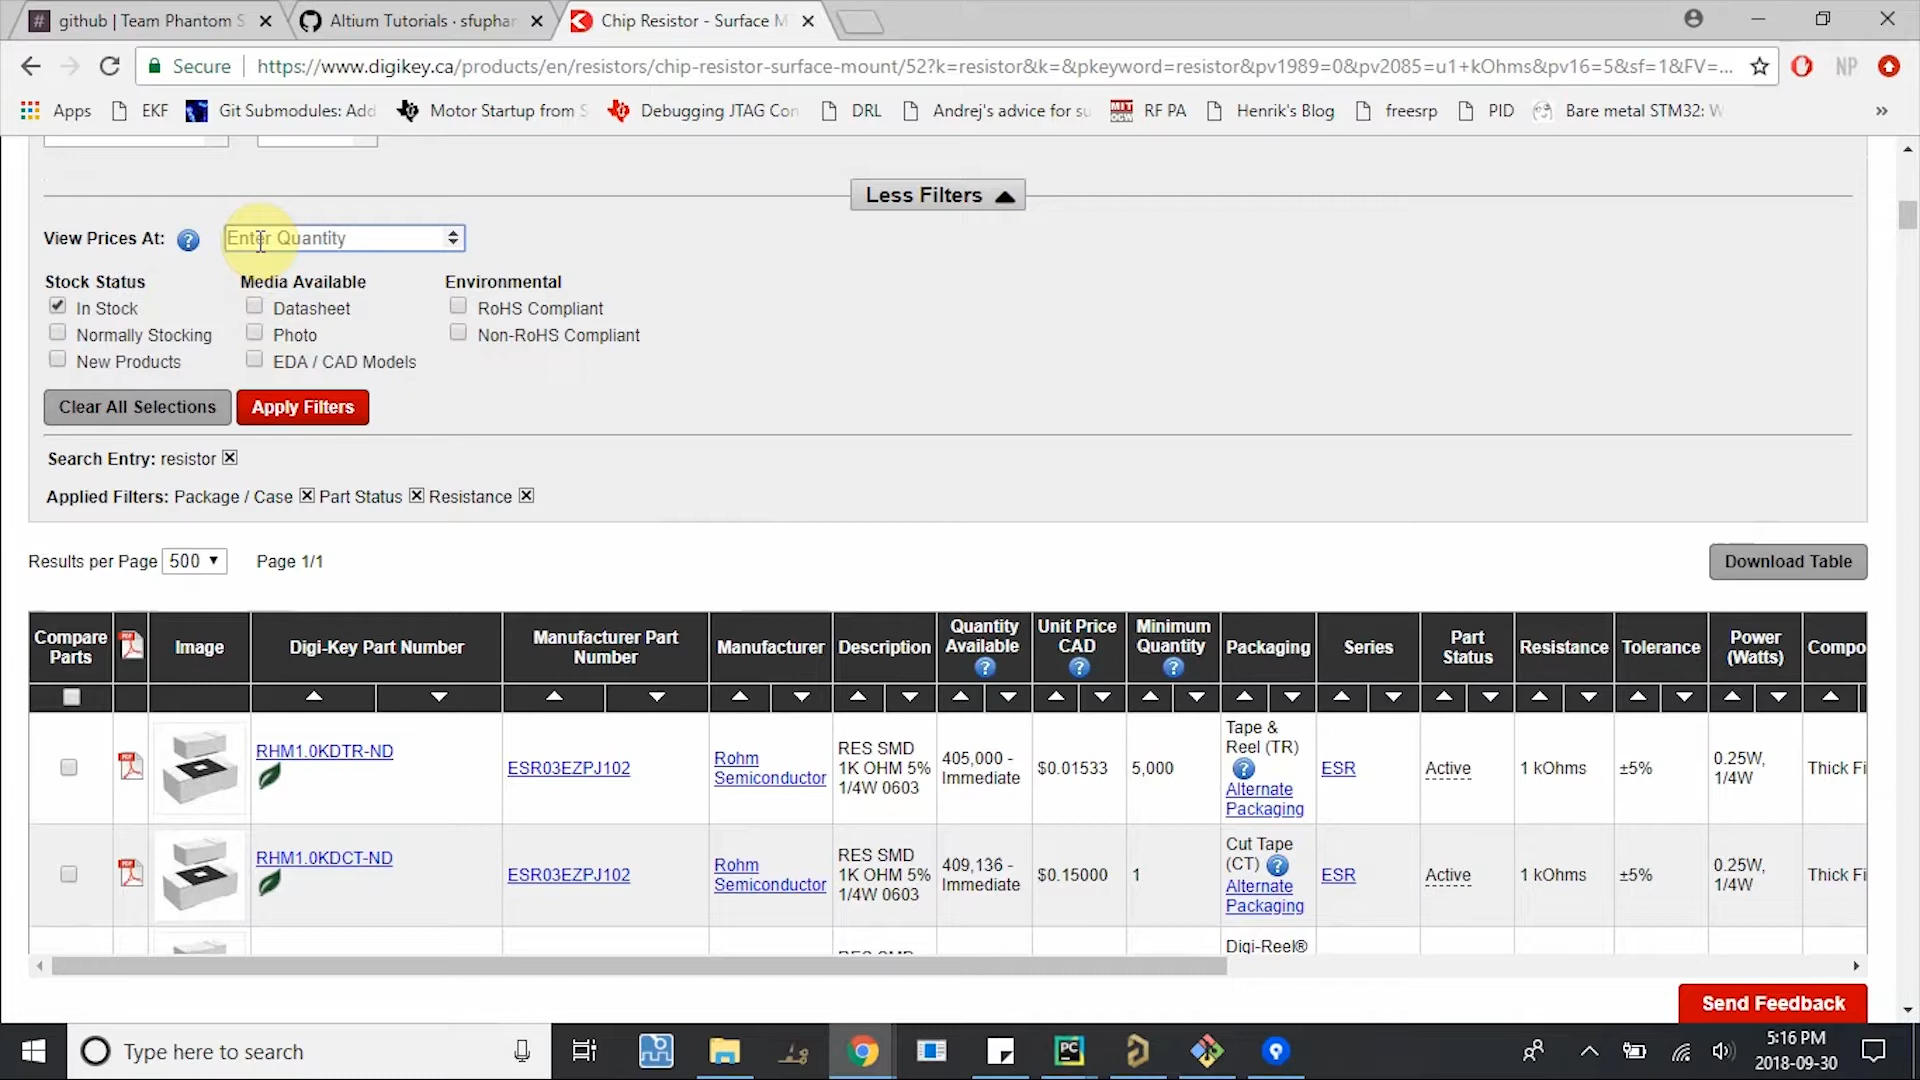 github | Team Phantom S
Altium Tutorials · sfuphan
Chip Resistor - Surface M
Secure
https://www.digikey.ca/products/en/resistors/chip-resistor-surface-mount/52?k=resistor&k=&pkeyword=resistor&pv1989=0&pv2085=u1+kOhms&pv16=5&sf=1&FV=...
NP
Apps
EKF
Git Submodules: Add
Motor Startup from S
Debugging JTAG Con
DRL
Andrej's advice for su
RF PA
Henrik's Blog
freesrp
PID
Bare metal STM32: W
Less Filters
View Prices At:
Enter Quantity
Stock Status
Media Available
Environmental
In Stock
Datasheet
RoHS Compliant
Normally Stocking
Photo
Non-RoHS Compliant
New Products
EDA / CAD Models
Clear All Selections
Apply Filters
Search Entry: resistor
Applied Filters: Package / Case Part Status Resistance
Results per Page 500
Page 1/1
Download Table
Compare Parts
Image
Digi-Key Part Number
Manufacturer Part Number
Manufacturer
Description
Quantity Available
Unit Price CAD
Minimum Quantity
Packaging
Series
Part Status
Resistance
Tolerance
Power (Watts)
Compo
RHM1.0KDTR-ND
ESR03EZPJ102
Rohm Semiconductor
RES SMD 1K OHM 5% 1/4W 0603
405,000 - Immediate
$0.01533
5,000
Tape & Reel (TR)
Alternate Packaging
ESR
Active
1 kOhms
±5%
0.25W, 1/4W
Thick Fi
RHM1.0KDCT-ND
ESR03EZPJ102
Rohm Semiconductor
RES SMD 1K OHM 5% 1/4W 0603
409,136 - Immediate
$0.15000
1
Cut Tape (CT)
Alternate Packaging
ESR
Active
1 kOhms
±5%
0.25W, 1/4W
Thick Fi
RES SMD
Digi-Reel®
Send Feedback
Type here to search
PC
5:16 PM
2018-09-30